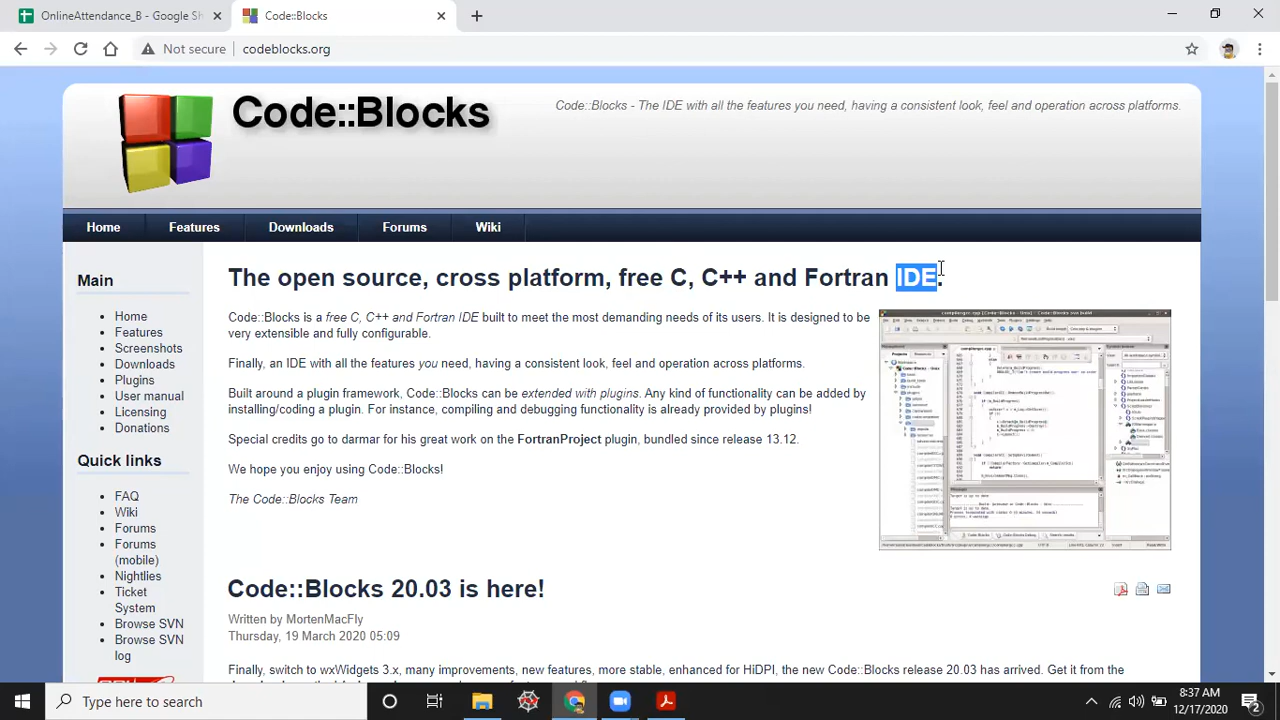 OnlineAttendance_B - Google Sh
Code::Blocks
Not secure
codeblocks.org
Code::Blocks
Code::Blocks - The IDE with all the features you need, having a consistent look, feel and operation across platforms.
Home
Features
Downloads
Forums
Wiki
Main
Home
Features
Screenshots
Downloads
Plugins
User manual
Licensing
Donations
Quick links
FAQ
Wiki
Forums
Forums
(mobile)
Nightlies
Ticket
System
Browse SVN
Browse SVN
log
The open source, cross platform, free C, C++ and Fortran IDE.
Code::Blocks is a free C, C++ and Fortran IDE built to meet the most demanding needs of its users. It is designed to be
very extensible and fully configurable.
Finally, an IDE with all the features you need, having a consistent look, feel and operation across platforms.
Built around a plugin framework, Code::Blocks can be extended with plugins. Any kind of functionality can be added by
installing/coding a plugin. For instance, compiling and debugging functionality is already provided by plugins!
Special credits go to darmar for his great work on the FortranProject plugin, bundled since release 13.12.
We hope you enjoy using Code::Blocks!
The Code::Blocks Team
Code::Blocks 20.03 is here!
Written by MortenMacFly
Thursday, 19 March 2020 05:09
Finally, switch to wxWidgets 3.x, many improvements, new features, more stable, enhanced for HiDPI, the new Code::Blocks release 20.03 has arrived. Get it from the
Type here to search
8:37 AM
12/17/2020
2